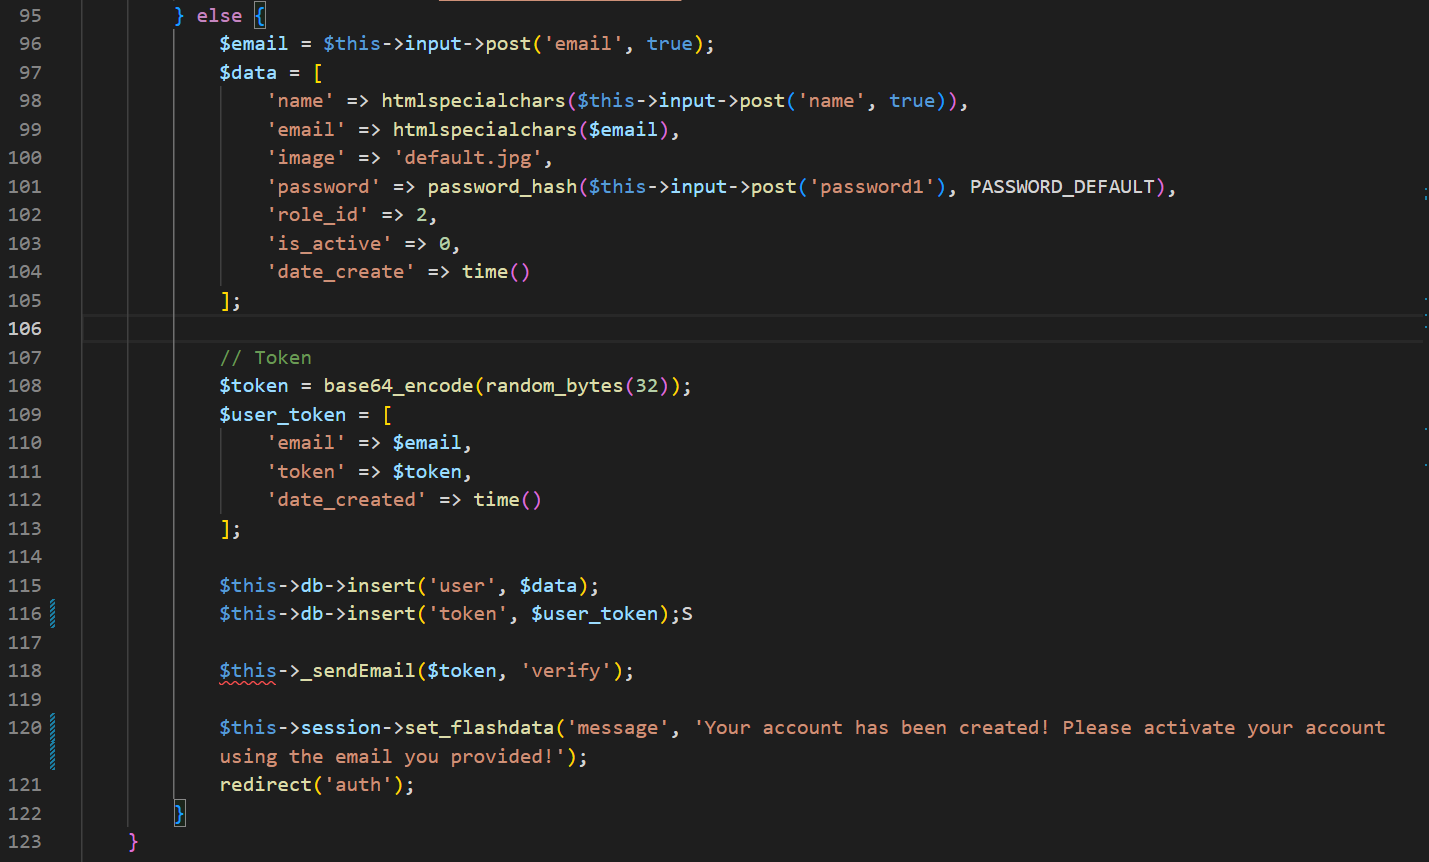 95 } else {
96 $email = $this->input->post('email', true);
97 $data = [
98 'name' => htmlspecialchars($this->input->post('name', true)),
99 'email' => htmlspecialchars($email),
100 'image' => 'default.jpg',
101 'password' => password_hash($this->input->post('password1'), PASSWORD_DEFAULT),
102 'role_id' => 2,
103 'is_active' => 0,
104 'date_create' => time()
105 ];
106
107 // Token
108 $token = base64_encode(random_bytes(32));
109 $user_token = [
110 'email' => $email,
111 'token' => $token,
112 'date_created' => time()
113 ];
114
115 $this->db->insert('user', $data);
116 $this->db->insert('token', $user_token);S
117
118 $this->_sendEmail($token, 'verify');
119
120 $this->session->set_flashdata('message', 'Your account has been created! Please activate your account
using the email you provided!');
121 redirect('auth');
122 }
123 }